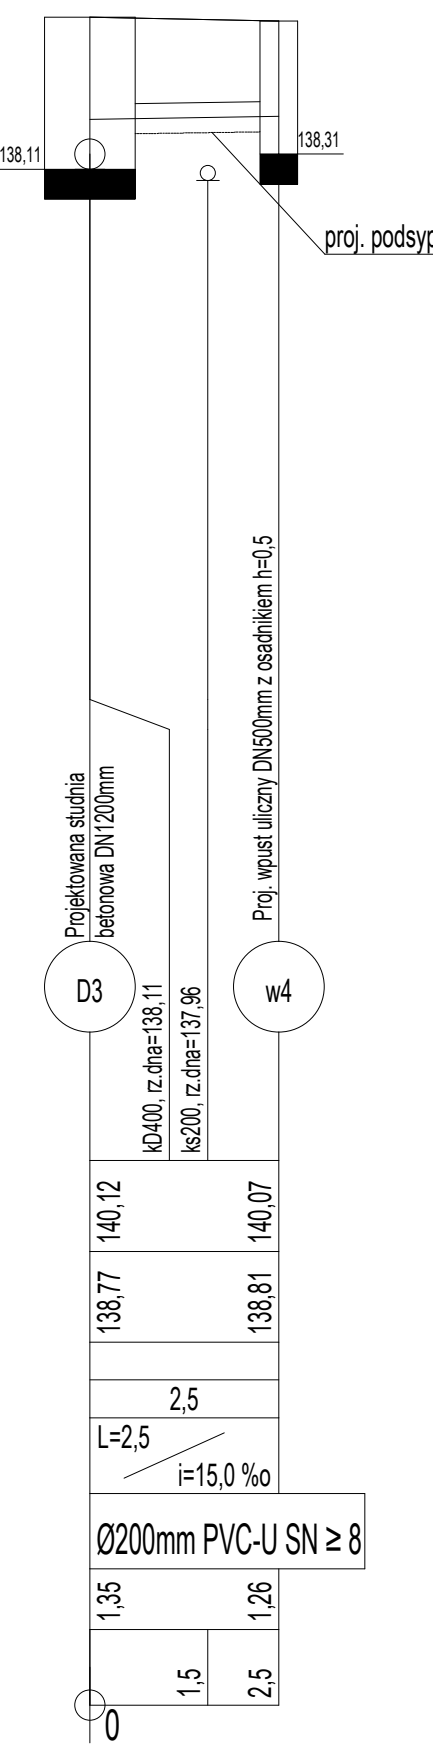 138,11
138,31
proj. podsyp
Proj. wpust uliczny DN500mm z osadnikiem h=0,5
Projektowana studnia
betonowa DN1200mm
D3
w4
kD400, rz.dna=138,11
ks200, rz.dna=137,96
140,12
140,07
138,77
138,81
2,5
L=2,5
i=15,0 %o
Ø200mm PVC-U SN ≥ 8
1,35
1,26
1,5
2,5
0